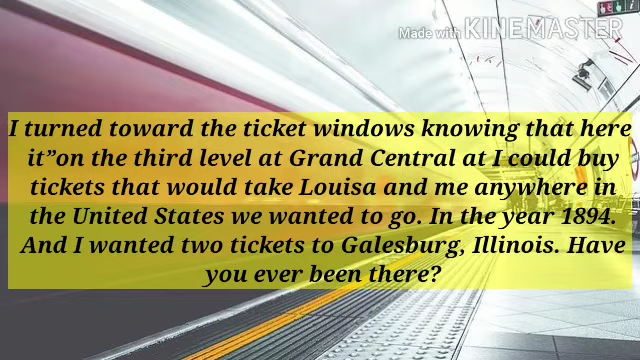 Made with KINEMASTER
I turned toward the ticket windows knowing that here
it”on the third level at Grand Central at I could buy
tickets that would take Louisa and me anywhere in
the United States we wanted to go. In the year 1894.
And I wanted two tickets to Galesburg, Illinois. Have
you ever been there?